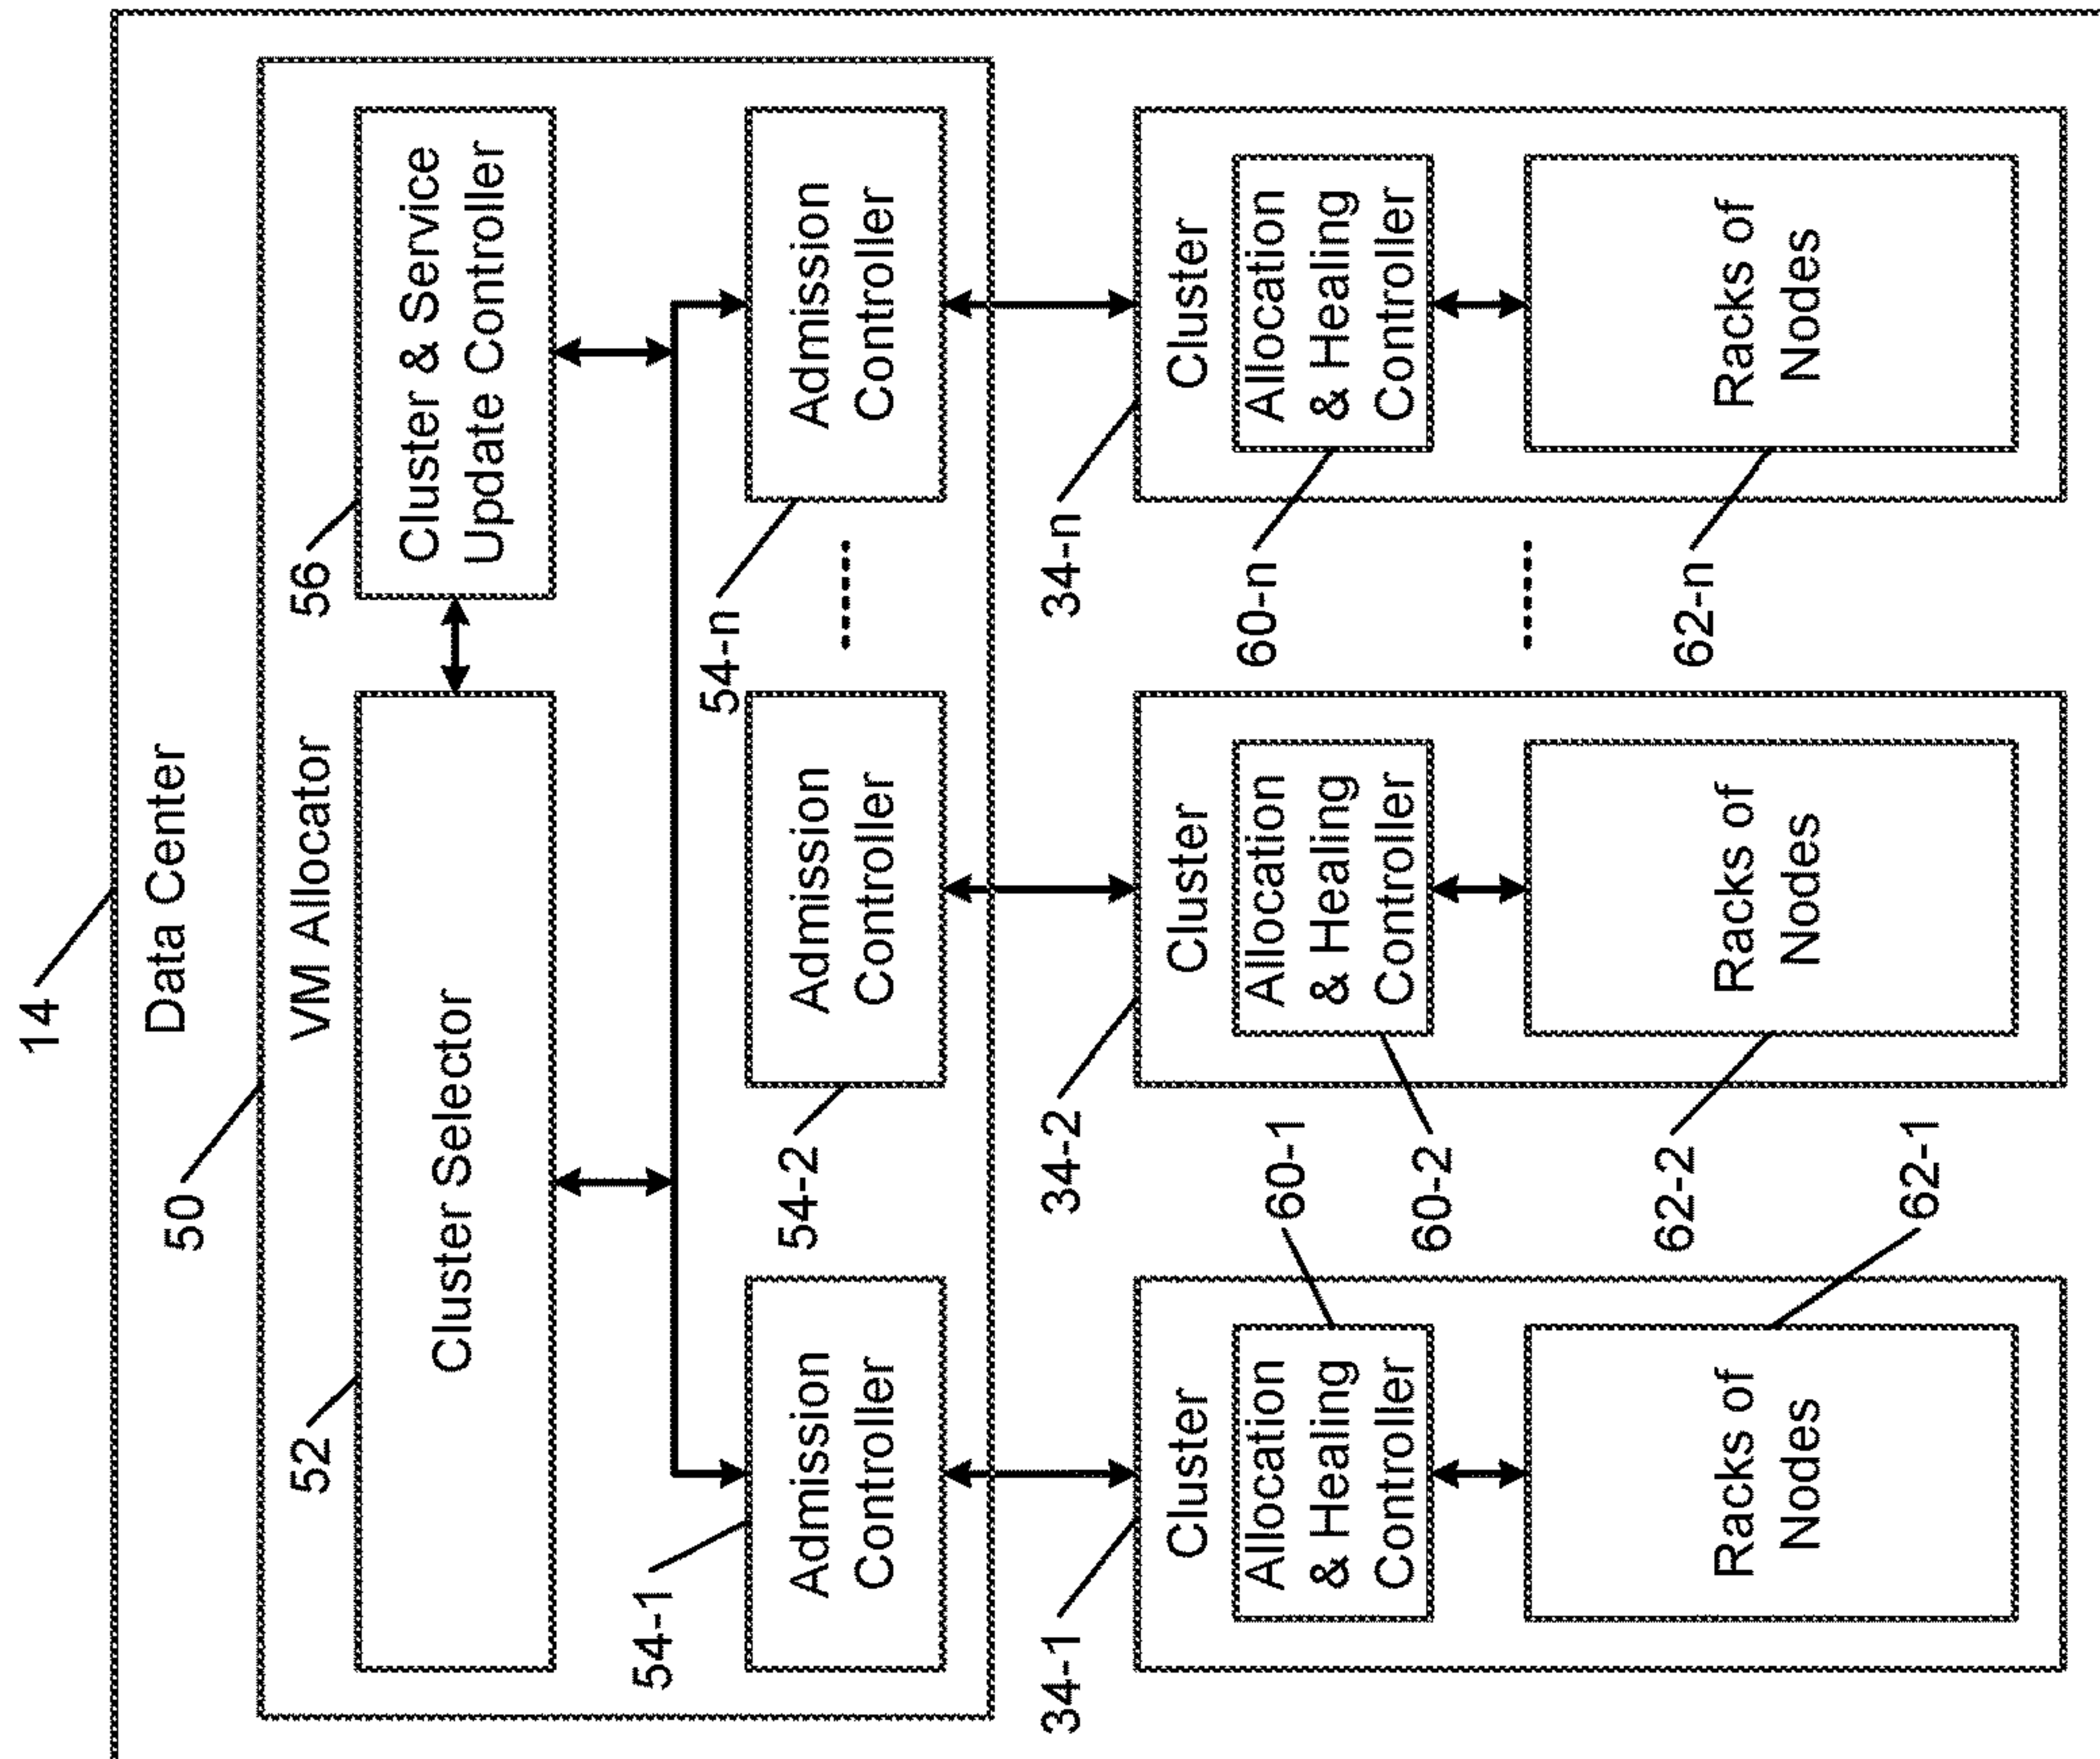 14
Data Center
50
VM Allocator
52
Cluster Selector
56
Cluster & Service
Update Controller
54-1
Admission
Controller
54-2
Admission
Controller
54-n
Admission
Controller
34-1
Cluster
60-1
Allocation
& Healing
Controller
62-1
Racks of
Nodes
34-2
Cluster
60-2
Allocation
& Healing
Controller
62-2
Racks of
Nodes
34-n
Cluster
60-n
Allocation
& Healing
Controller
62-n
Racks of
Nodes